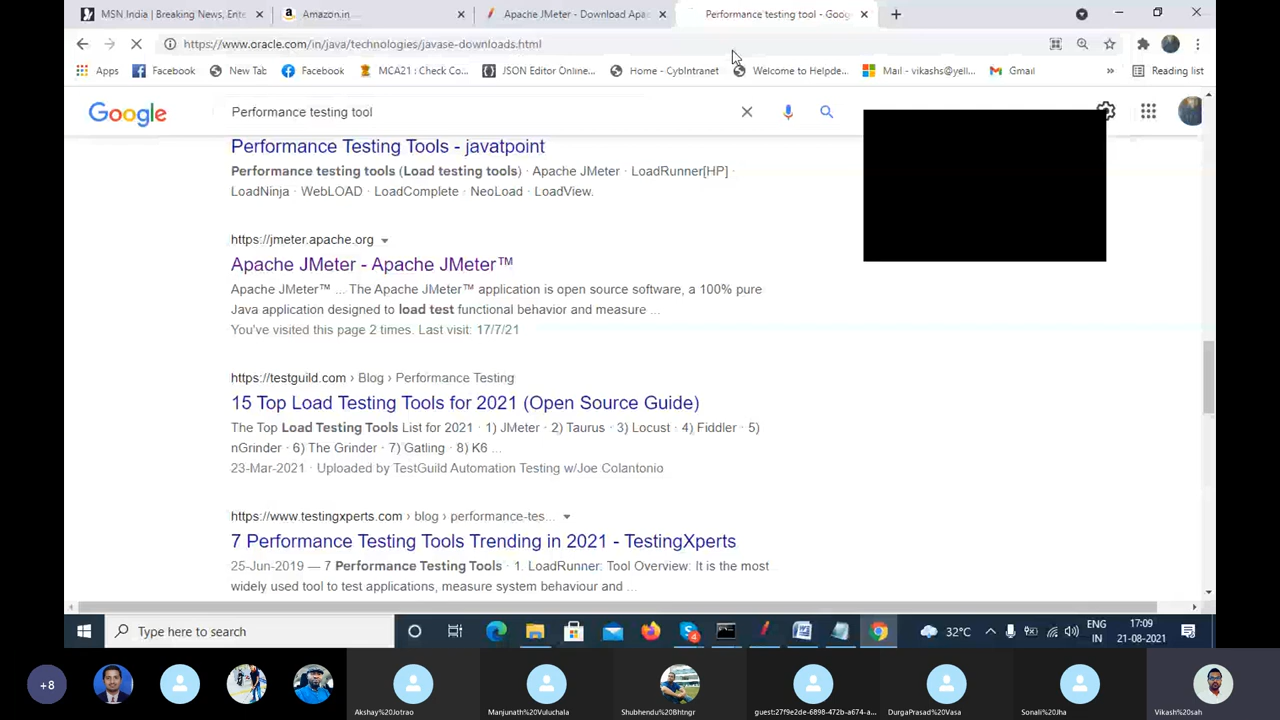 MSN India | Breaking News, Ente
Amazon.in
Apache JMeter - Download Apac
Performance testing tool - Goog
https://www.oracle.com/in/java/technologies/javase-downloads.html
Apps
Facebook
New Tab
Facebook
MCA21 : Check Co...
JSON Editor Online...
Home - CybIntranet
Welcome to Helpde...
Mail - vikashs@yell...
Gmail
»
Reading list
Google
Performance testing tool
Performance Testing Tools - javatpoint
Performance testing tools (Load testing tools) · Apache JMeter · LoadRunner[HP] ·
LoadNinja · WebLOAD · LoadComplete · NeoLoad · LoadView.
https://jmeter.apache.org
Apache JMeter - Apache JMeter™
Apache JMeter™ ... The Apache JMeter™ application is open source software, a 100% pure
Java application designed to load test functional behavior and measure ...
You've visited this page 2 times. Last visit: 17/7/21
https://testguild.com › Blog › Performance Testing
15 Top Load Testing Tools for 2021 (Open Source Guide)
The Top Load Testing Tools List for 2021 · 1) JMeter · 2) Taurus · 3) Locust · 4) Fiddler · 5)
nGrinder · 6) The Grinder · 7) Gatling · 8) K6 ...
23-Mar-2021 · Uploaded by TestGuild Automation Testing w/Joe Colantonio
https://www.testingxperts.com › blog › performance-tes...
7 Performance Testing Tools Trending in 2021 - TestingXperts
25-Jun-2019 — 7 Performance Testing Tools · 1. LoadRunner: Tool Overview: It is the most
widely used tool to test applications, measure system behaviour and ...
Type here to search
4
32°C
ENG
IN
17:09
21-08-2021
+8
Akshay%20Jotrao
Manjunath%20Vuluchala
Shubhendu%20Bhtngr
guest:27f9e2de-6898-472b-a674-a...
DurgaPrasad%20Vasa
Sonali%20Jha
Vikash%20sah